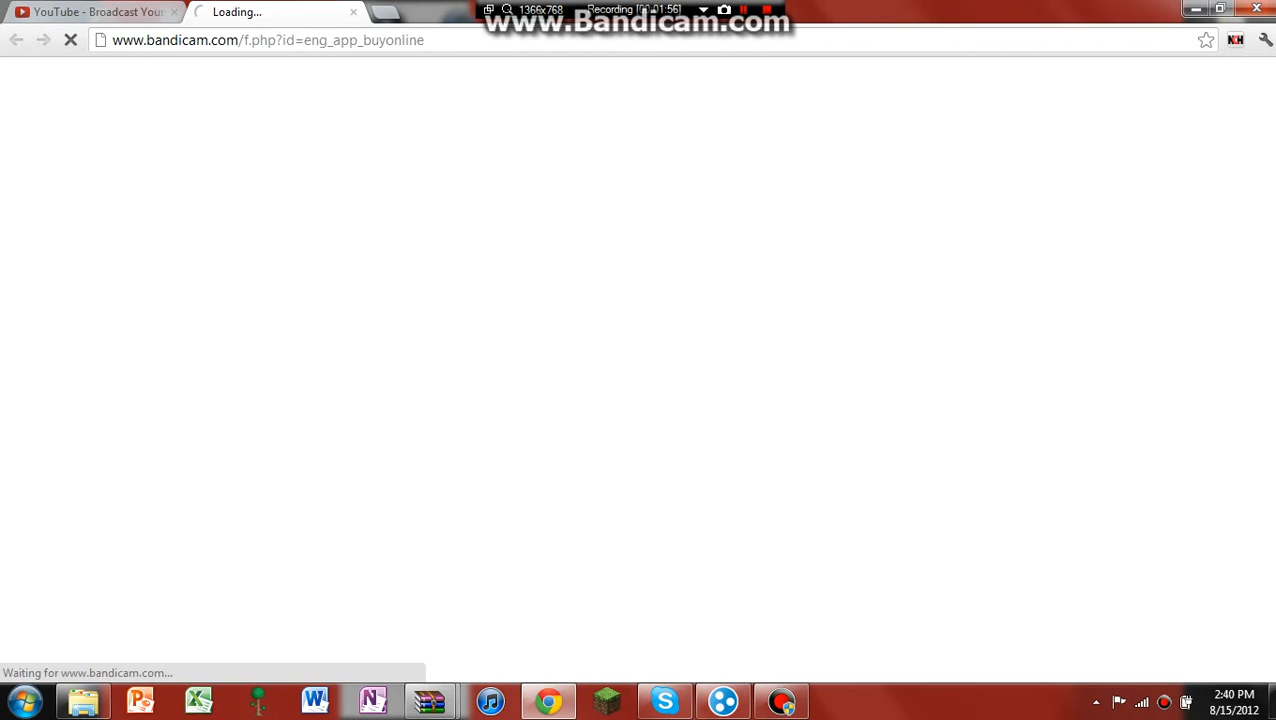 YouTube - Broadcast Your
Loading...
1366x768 Recording [00:01:56]
www.Bandicam.com
www.bandicam.com/f.php?id=eng_app_buyonline
Waiting for www.bandicam.com...
2:40 PM
8/15/2012